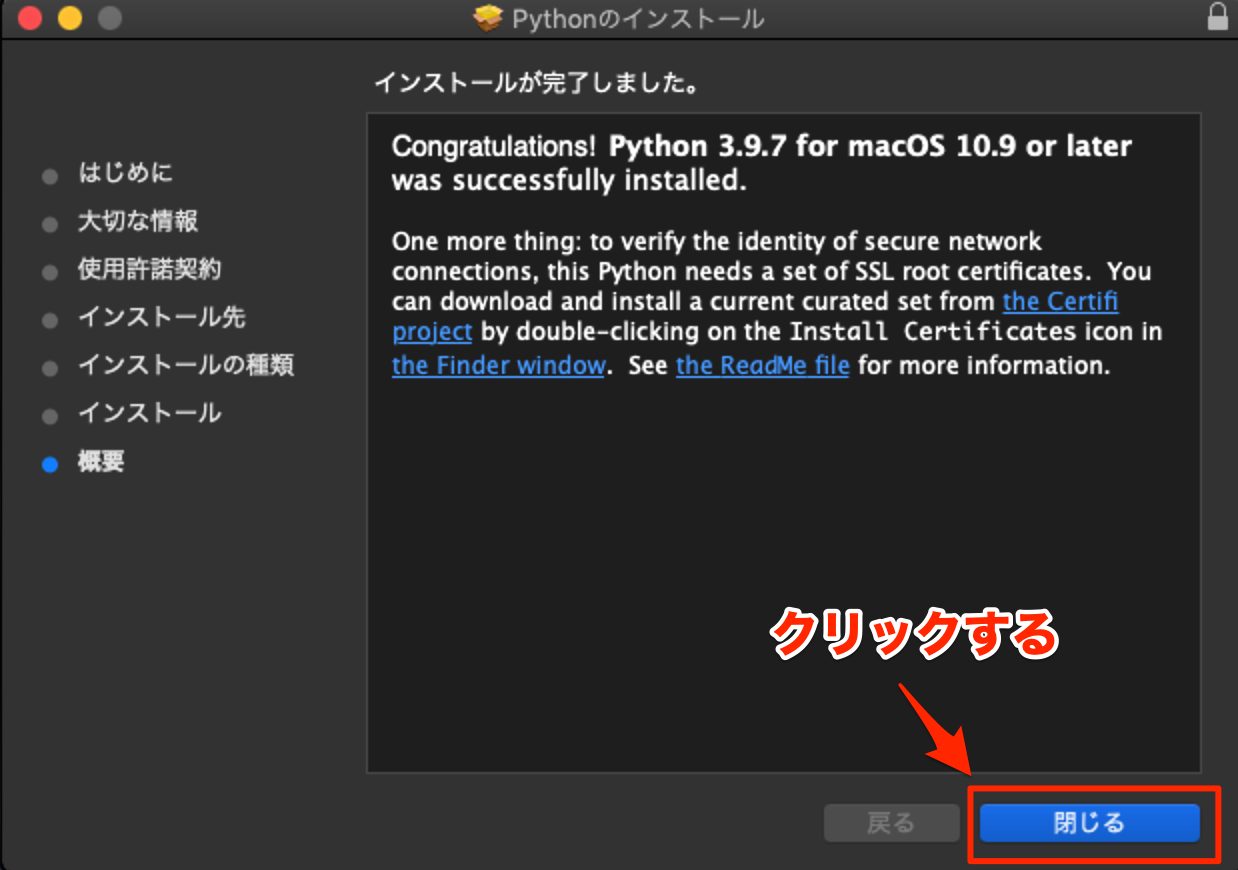 Pythonのインストール
インストールが完了しました。
はじめに
大切な情報
使用許諾契約
インストール先
インストールの種類
インストール
概要
Congratulations! Python 3.9.7 for macOS 10.9 or later
was successfully installed.
One more thing: to verify the identity of secure network
connections, this Python needs a set of SSL root certificates. You
can download and install a current curated set from the Certifi
project by double-clicking on the Install Certificates icon in
the Finder window. See the ReadMe file for more information.
クリックする
戻る
閉じる